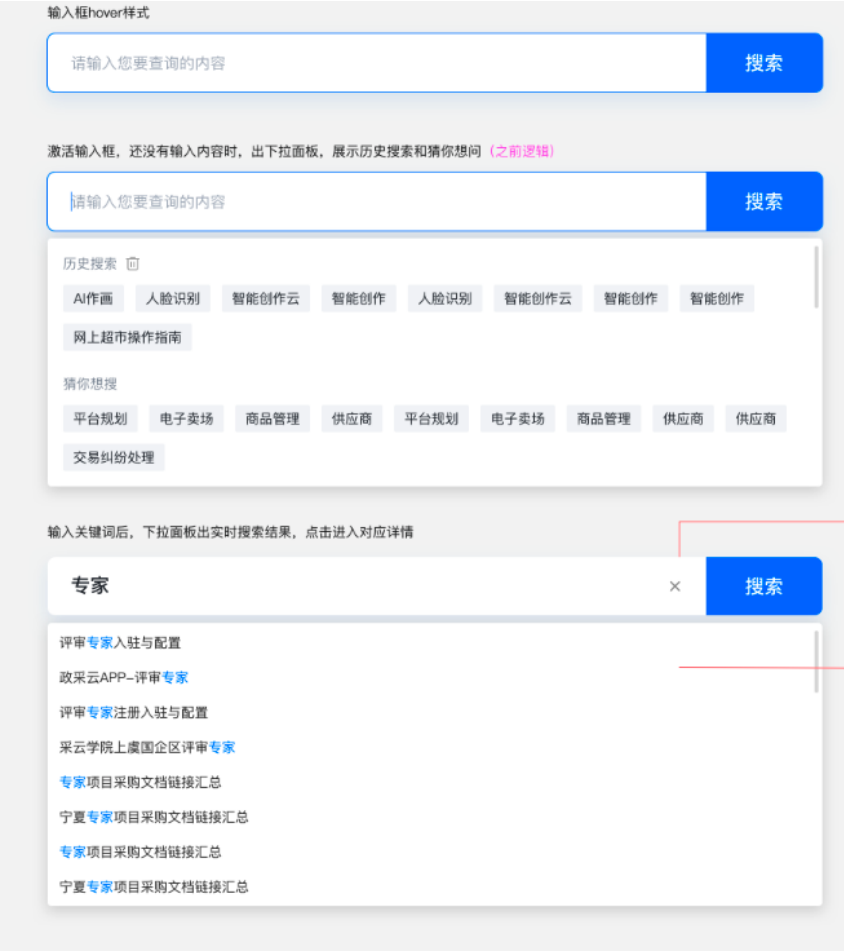 输入框hover样式
请输入您要查询的内容 搜索
激活输入框，还没有输入内容时，出下拉面板，展示历史搜索和猜你想问（之前逻辑）
请输入您要查询的内容 搜索
历史搜索
AI作画 人脸识别 智能创作云 智能创作 人脸识别 智能创作云 智能创作 智能创作
网上超市操作指南
猜你想搜
平台规划 电子卖场 商品管理 供应商 平台规划 电子卖场 商品管理 供应商 供应商
交易纠纷处理
输入关键词后，下拉面板出实时搜索结果，点击进入对应详情
专家 × 搜索
评审专家入驻与配置
政采云APP-评审专家
评审专家注册入驻与配置
采云学院上虞国企区评审专家
专家项目采购文档链接汇总
宁夏专家项目采购文档链接汇总
专家项目采购文档链接汇总
宁夏专家项目采购文档链接汇总